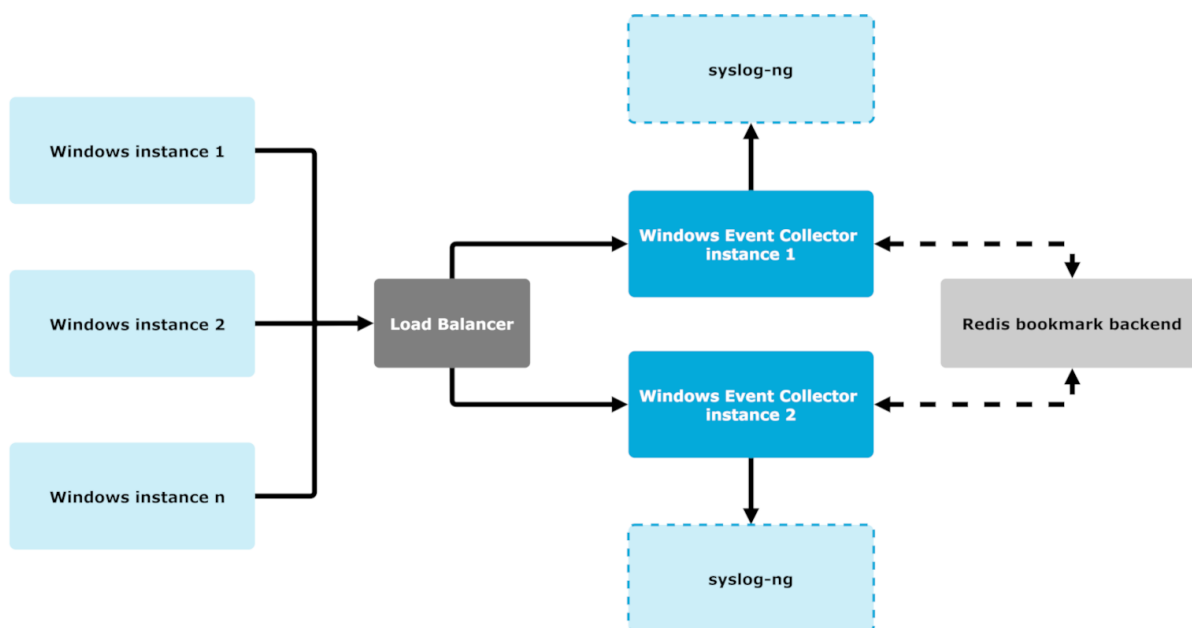 syslog-ng
Windows instance 1
Windows Event Collector
instance 1
Windows instance 2
Load Balancer
Redis bookmark backend
Windows Event Collector
instance 2
Windows instance n
syslog-ng